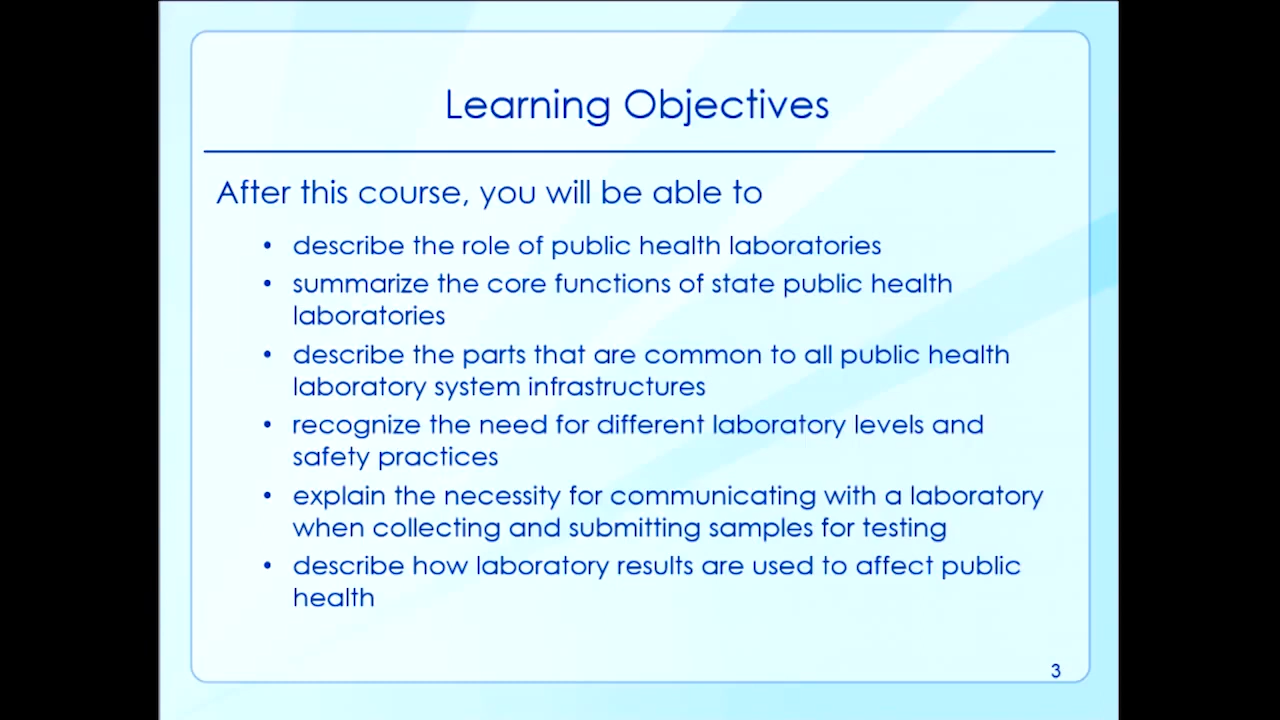 Learning Objectives
After this course, you will be able to
• describe the role of public health laboratories
• summarize the core functions of state public health
laboratories
• describe the parts that are common to all public health
laboratory system infrastructures
• recognize the need for different laboratory levels and
safety practices
• explain the necessity for communicating with a laboratory
when collecting and submitting samples for testing
• describe how laboratory results are used to affect public
health
3